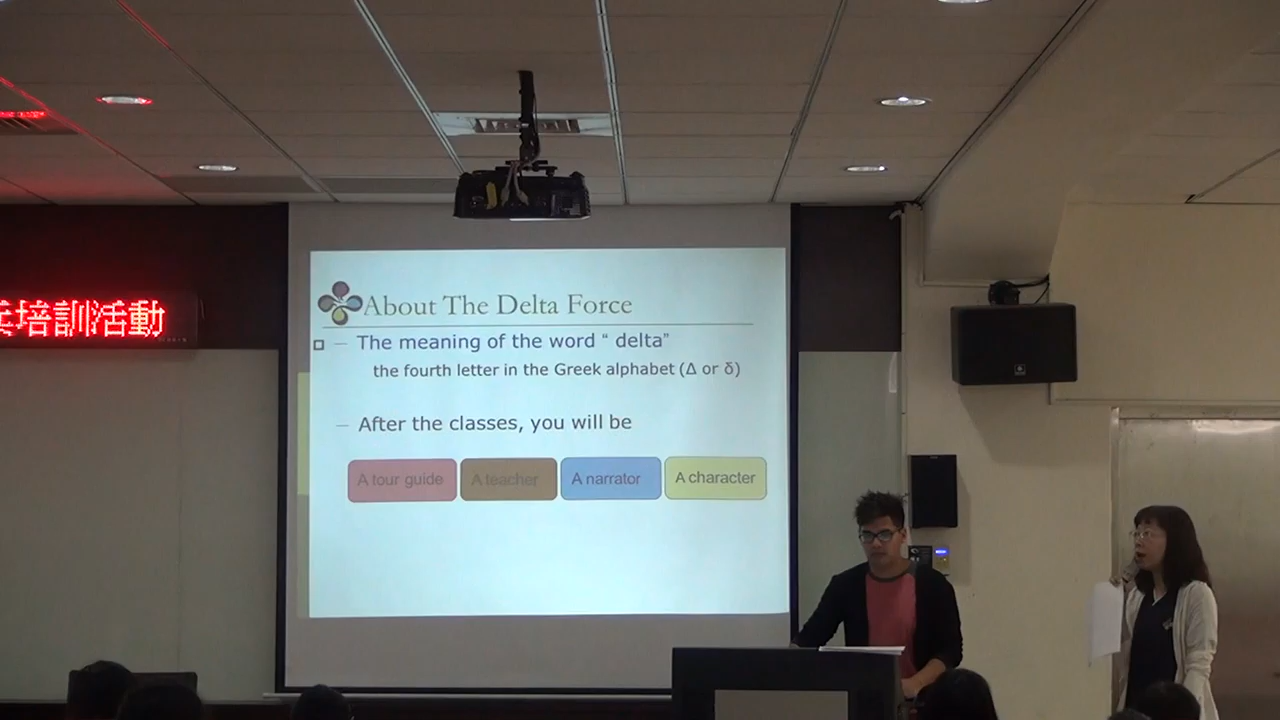 培訓活動
About The Delta Force
— The meaning of the word “ delta”
the fourth letter in the Greek alphabet (Δ or δ)
— After the classes, you will be
A tour guide
A teacher
A narrator
A character